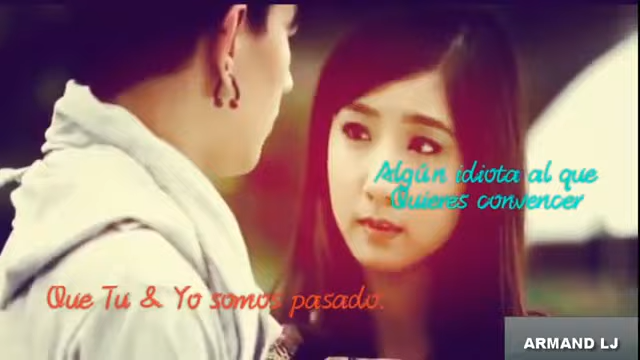 Algún idiota al que
Quieres convencer
Que Tu & Yo somos pasado.
ARMAND LJ